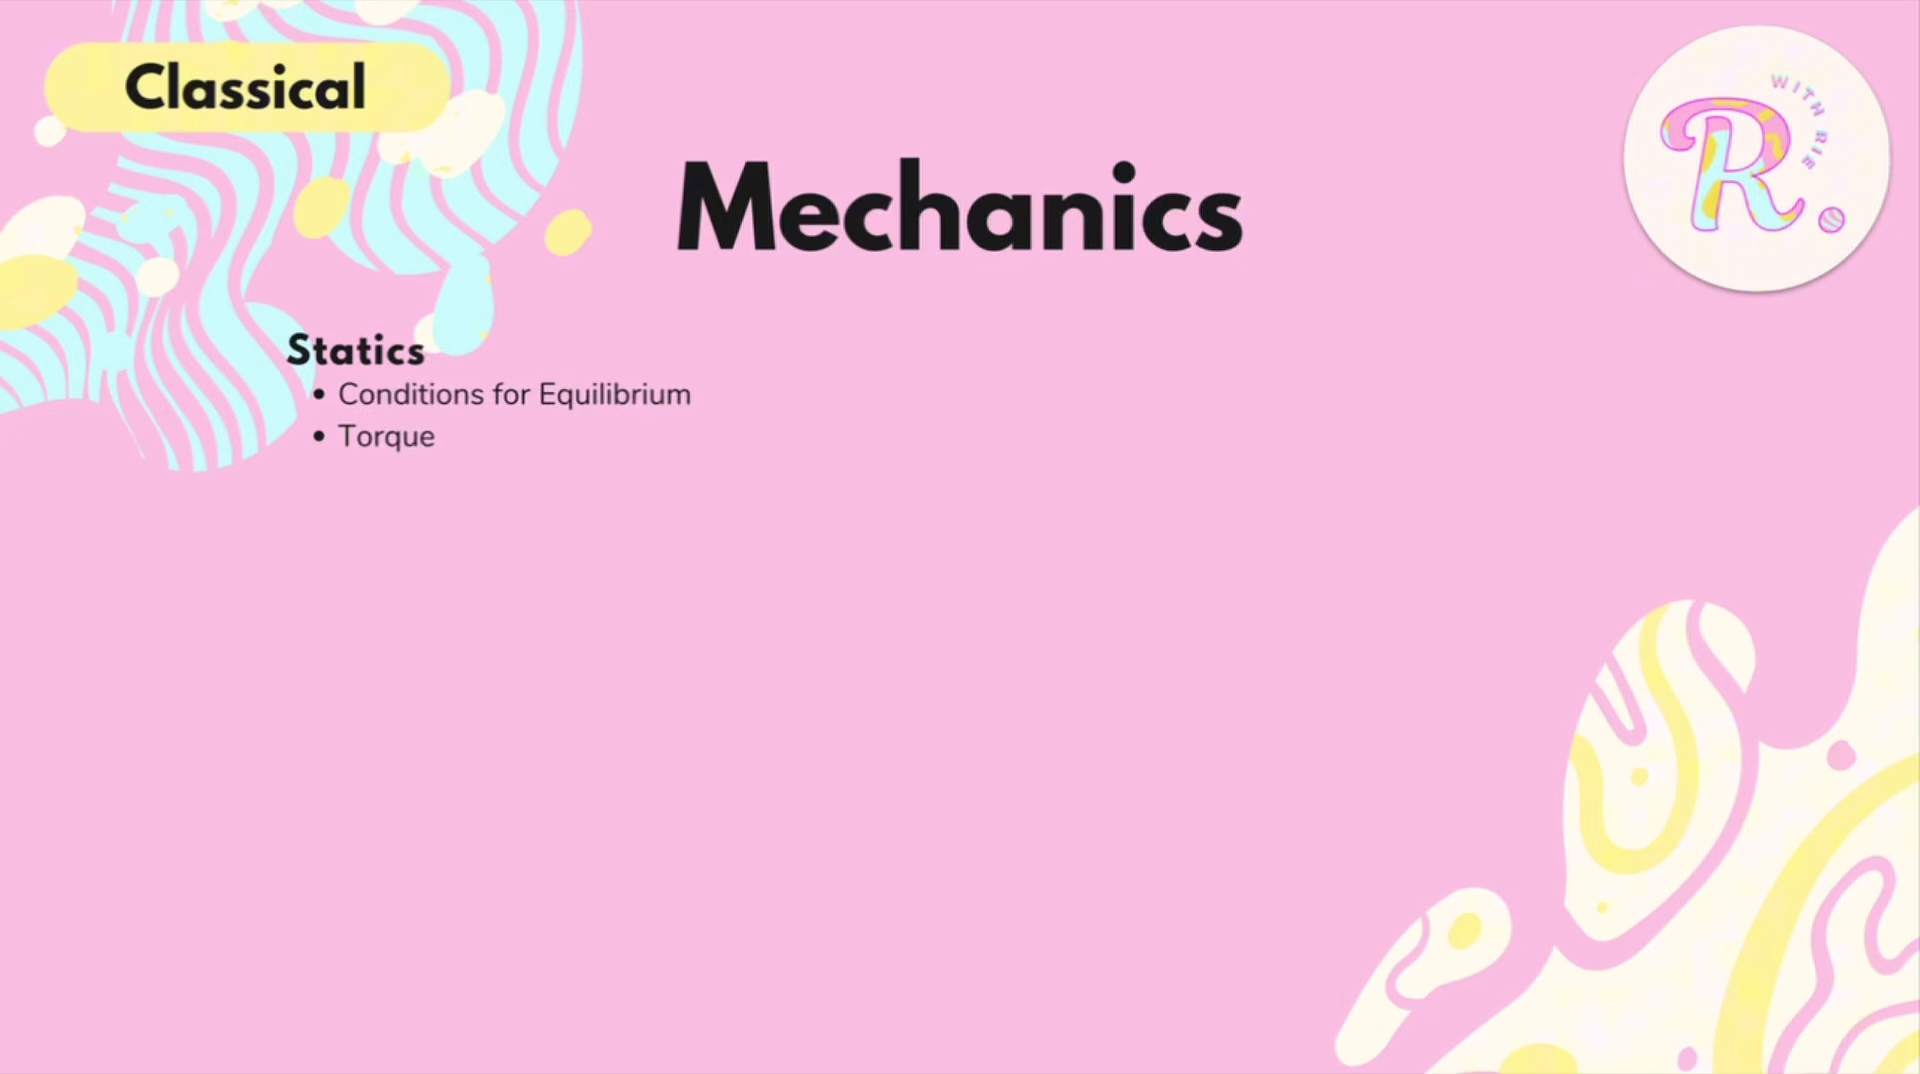 Classical
WITH RIE
R.
Mechanics
Statics
• Conditions for Equilibrium
• Torque